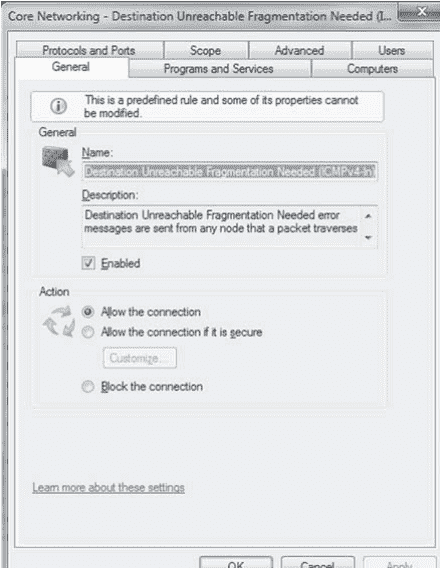 Core Networking - Destination Unreachable Fragmentation Needed (I...
X
Protocols and Ports
Scope
Advanced
Users
General
Programs and Services
Computers
This is a predefined rule and some of its properties cannot
be modified.
General
Name:
Destination Unreachable Fragmentation Needed (ICMPv4-In)
Description:
Destination Unreachable Fragmentation Needed error
messages are sent from any node that a packet traverses
Enabled
Action
Allow the connection
Allow the connection if it is secure
Customize...
Block the connection
Learn more about these settings
OK
Cancel
Apply